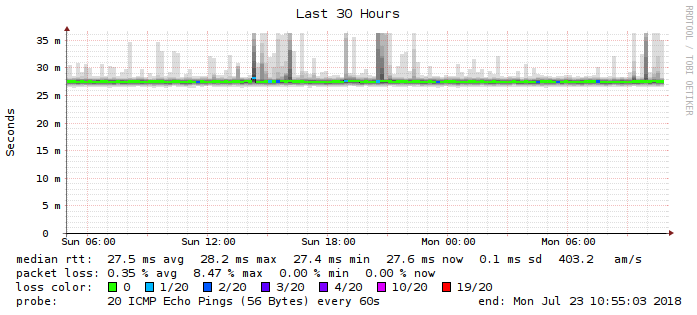 Last 30 Hours
RRDTOOL / TOBI OETIKER
Seconds
35 m
30 m
25 m
20 m
15 m
10 m
5 m
0
Sun 06:00 Sun 12:00 Sun 18:00 Mon 00:00 Mon 06:00
median rtt: 27.5 ms avg 28.2 ms max 27.4 ms min 27.6 ms now 0.1 ms sd 403.2 am/s
packet loss: 0.35 % avg 8.47 % max 0.00 % min 0.00 % now
loss color: 0 1/20 2/20 3/20 4/20 10/20 19/20
probe: 20 ICMP Echo Pings (56 Bytes) every 60s end: Mon Jul 23 10:55:03 2018